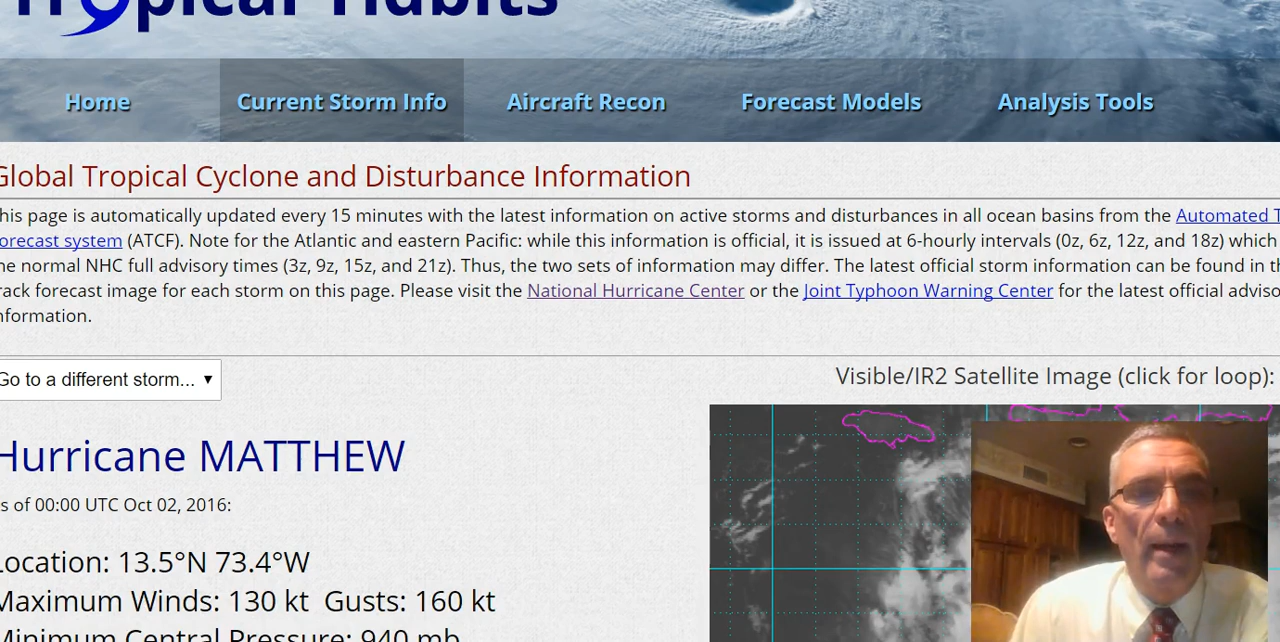 Tropical Tidbits
Home Current Storm Info Aircraft Recon Forecast Models Analysis Tools
Global Tropical Cyclone and Disturbance Information
his page is automatically updated every 15 minutes with the latest information on active storms and disturbances in all ocean basins from the Automated T
orecast system (ATCF). Note for the Atlantic and eastern Pacific: while this information is official, it is issued at 6-hourly intervals (0z, 6z, 12z, and 18z) which
he normal NHC full advisory times (3z, 9z, 15z, and 21z). Thus, the two sets of information may differ. The latest official storm information can be found in th
rack forecast image for each storm on this page. Please visit the National Hurricane Center or the Joint Typhoon Warning Center for the latest official adviso
nformation.
Go to a different storm...
Visible/IR2 Satellite Image (click for loop):
Hurricane MATTHEW
s of 00:00 UTC Oct 02, 2016:
Location: 13.5°N 73.4°W
Maximum Winds: 130 kt Gusts: 160 kt
Minimum Central Pressure: 940 mb